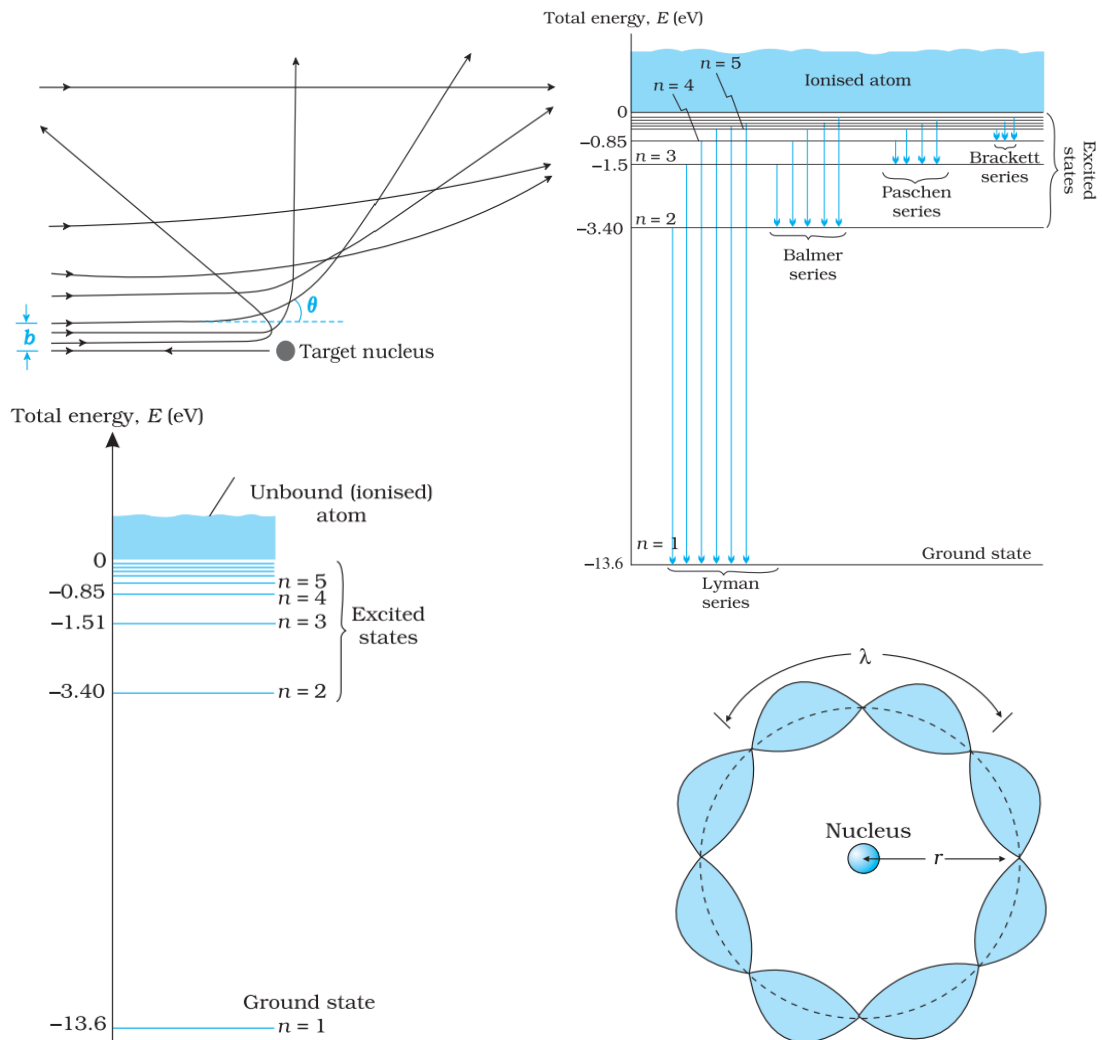 θ
b
Target nucleus
Total energy, E (eV)
n = 5
n = 4
Ionised atom
0
-0.85
n = 3
-1.5
n = 2
-3.40
Brackett
series
Paschen
series
Balmer
series
Excited
states
n = 1
Ground state
-13.6
Lyman
series
Total energy, E (eV)
Unbound (ionised)
atom
0
n = 5
-0.85
n = 4
-1.51
n = 3
Excited
states
-3.40
n = 2
Ground state
-13.6
n = 1
λ
Nucleus
r